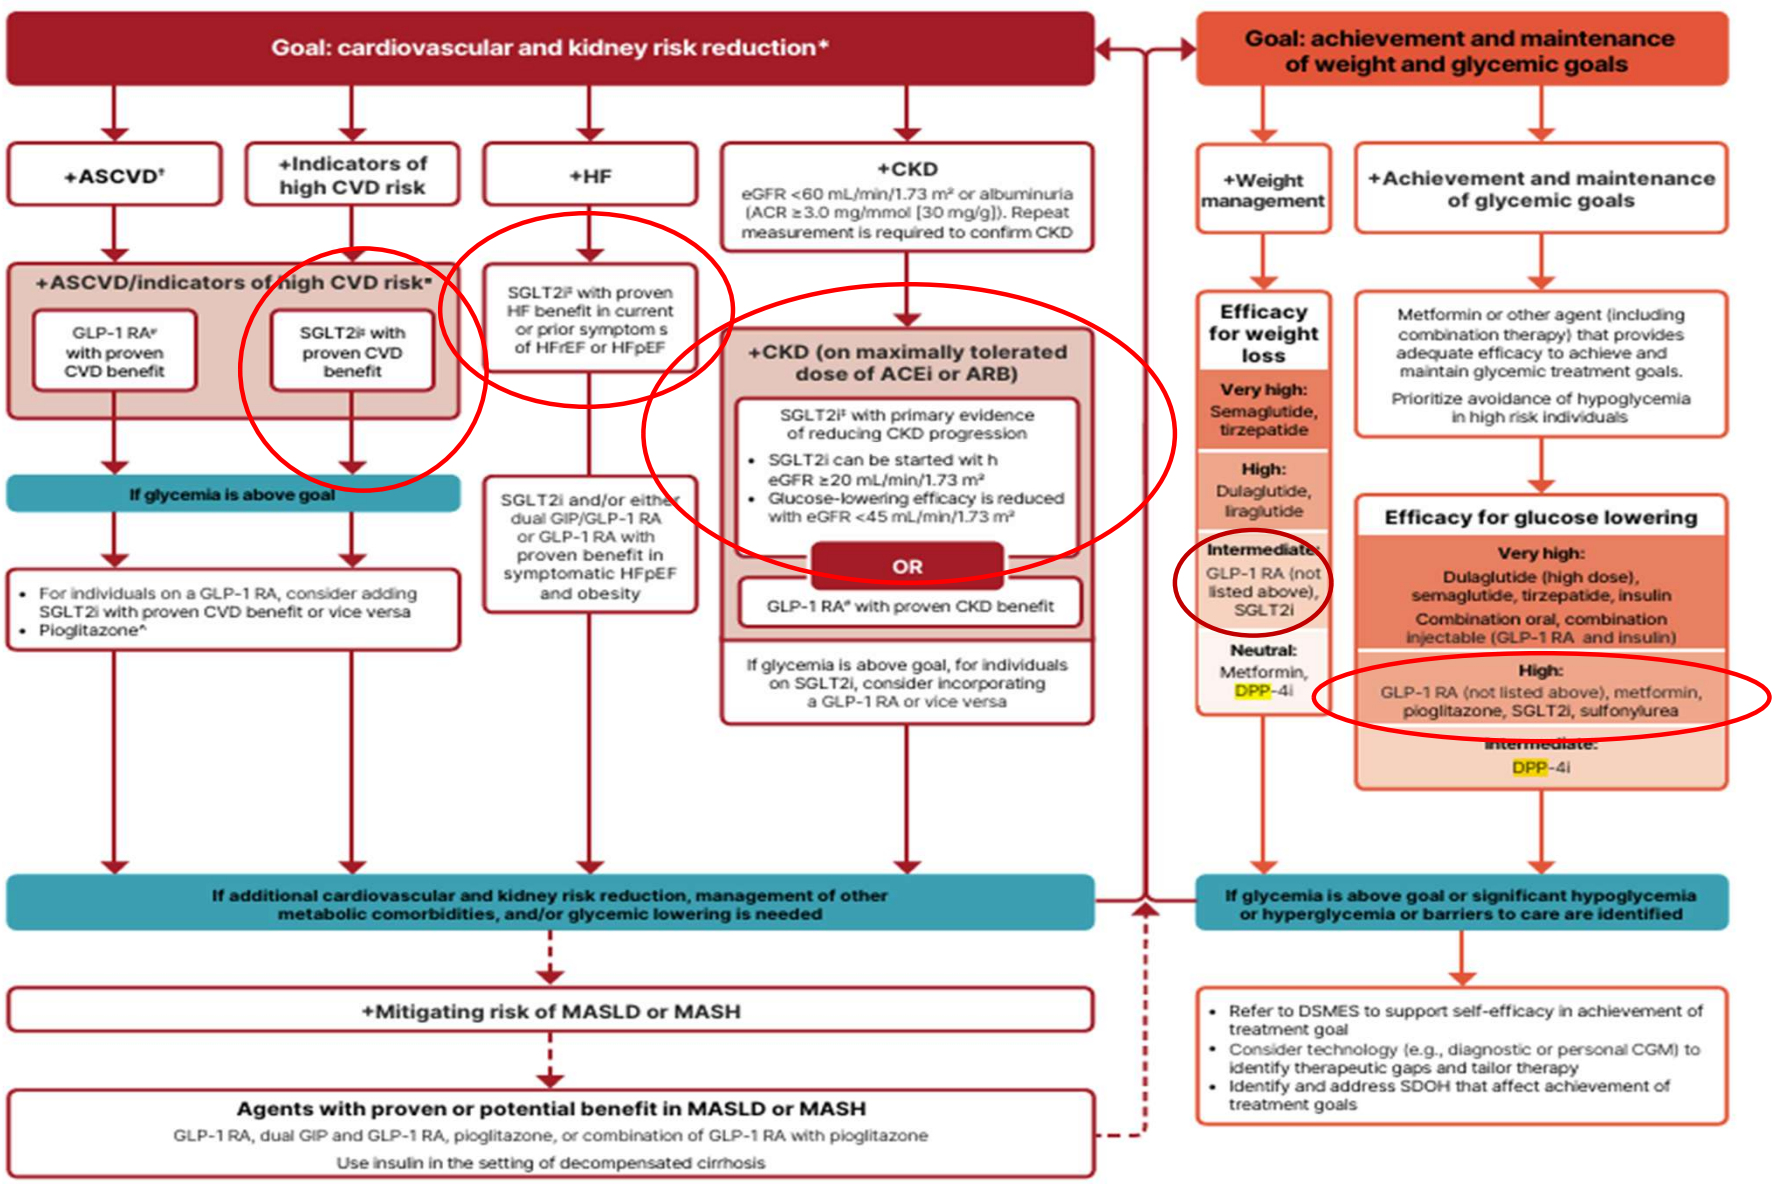 Goal: cardiovascular and kidney risk reduction*
+ASCVD†
+Indicators of
high CVD risk
+HF
+CKD
eGFR <60 mL/min/1.73 m² or albuminuria
(ACR ≥3.0 mg/mmol [30 mg/g]). Repeat
measurement is required to confirm CKD
+ASCVD/indicators of high CVD risk
GLP-1 RA#
with proven
CVD benefit
SGLT2i‡ with
proven CVD
benefit
If glycemia is above goal
• For individuals on a GLP-1 RA, consider adding
SGLT2i with proven CVD benefit or vice versa
• Pioglitazone^
SGLT2i‡ with proven
HF benefit in current
or prior symptom s
of HFrEF or HFpEF
SGLT2i and/or either
dual GIP/GLP-1 RA
or GLP-1 RA with
proven benefit in
symptomatic HFpEF
and obesity
+CKD (on maximally tolerated
dose of ACEi or ARB)
SGLT2i‡ with primary evidence
of reducing CKD progression
• SGLT2i can be started wit h
eGFR ≥20 mL/min/1.73 m²
• Glucose-lowering efficacy is reduced
with eGFR <45 mL/min/1.73 m²
OR
GLP-1 RA# with proven CKD benefit
If glycemia is above goal, for individuals
on SGLT2i, consider incorporating
a GLP-1 RA or vice versa
If additional cardiovascular and kidney risk reduction, management of other
metabolic comorbidities, and/or glycemic lowering is needed
+Mitigating risk of MASLD or MASH
Agents with proven or potential benefit in MASLD or MASH
GLP-1 RA, dual GIP and GLP-1 RA, pioglitazone, or combination of GLP-1 RA with pioglitazone
Use insulin in the setting of decompensated cirrhosis
Goal: achievement and maintenance
of weight and glycemic goals
+Weight
management
Efficacy
for weight
loss
Very high:
Semaglutide,
tirzepatide
High:
Dulaglutide,
liraglutide
Intermediate:
GLP-1 RA (not
listed above),
SGLT2i
Neutral:
Metformin,
DPP-4i
+Achievement and maintenance
of glycemic goals
Metformin or other agent (including
combination therapy) that provides
adequate efficacy to achieve and
maintain glycemic treatment goals.
Prioritize avoidance of hypoglycemia
in high risk individuals
Efficacy for glucose lowering
Very high:
Dulaglutide (high dose),
semaglutide, tirzepatide, insulin
Combination oral, combination
injectable (GLP-1 RA and insulin)
High:
GLP-1 RA (not listed above), metformin,
pioglitazone, SGLT2i, sulfonylurea
Intermediate:
DPP-4i
If glycemia is above goal or significant hypoglycemia
or hyperglycemia or barriers to care are identified
• Refer to DSMES to support self-efficacy in achievement of
treatment goal
• Consider technology (e.g., diagnostic or personal CGM) to
identify therapeutic gaps and tailor therapy
• Identify and address SDOH that affect achievement of
treatment goals